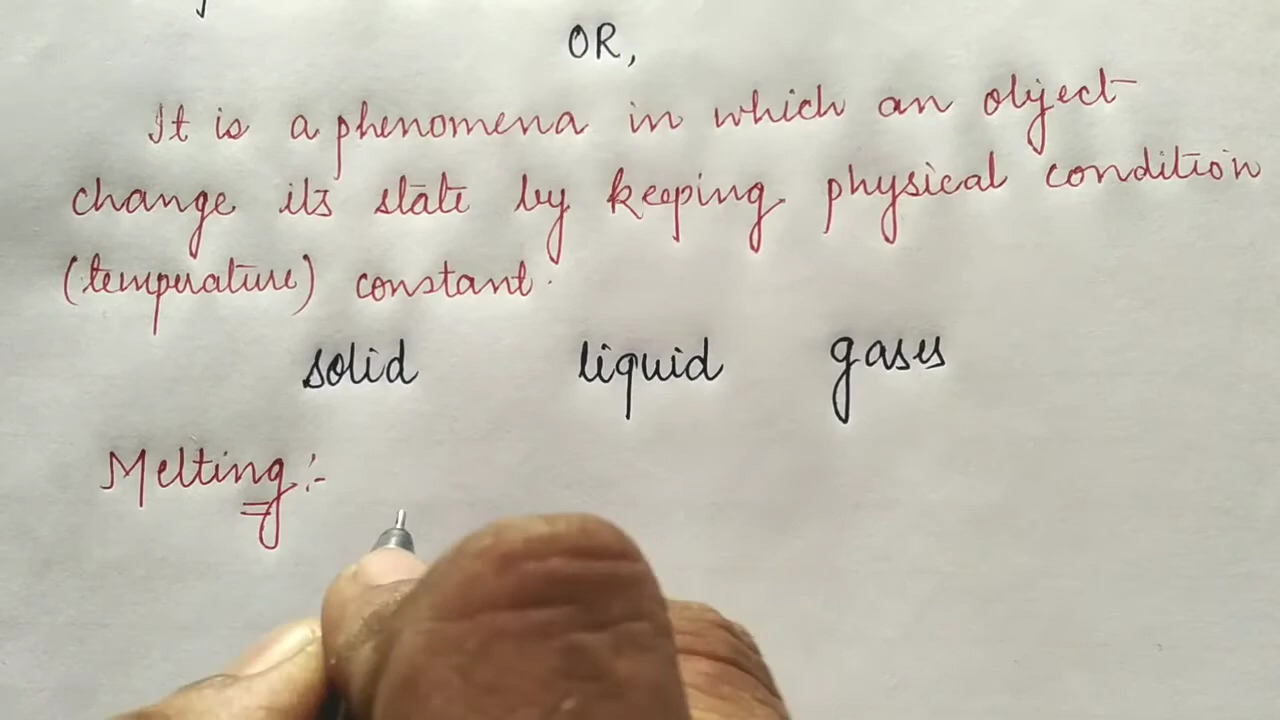 OR,
It is a phenomena in which an object
change its state by keeping physical condition
(temperature) constant.
solid liquid gases
Melting:-